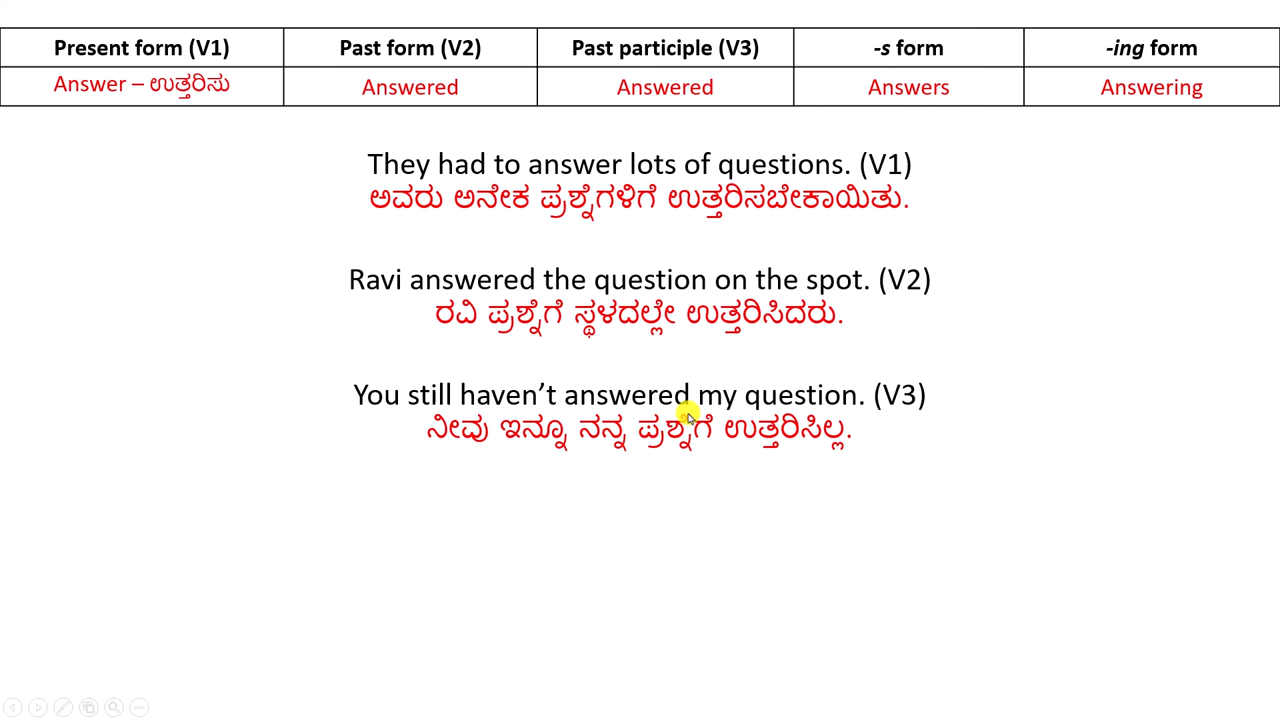 Present form (V1) Past form (V2) Past participle (V3) -s form -ing form
Answer – ಉತ್ತರಿಸು Answered Answered Answers Answering
They had to answer lots of questions. (V1)
ಅವರು ಅನೇಕ ಪ್ರಶ್ನೆಗಳಿಗೆ ಉತ್ತರಿಸಬೇಕಾಯಿತು.
Ravi answered the question on the spot. (V2)
ರವಿ ಪ್ರಶ್ನೆಗೆ ಸ್ಥಳದಲ್ಲೇ ಉತ್ತರಿಸಿದರು.
You still haven’t answered my question. (V3)
ನೀವು ಇನ್ನೂ ನನ್ನ ಪ್ರಶ್ನೆಗೆ ಉತ್ತರಿಸಿಲ್ಲ.